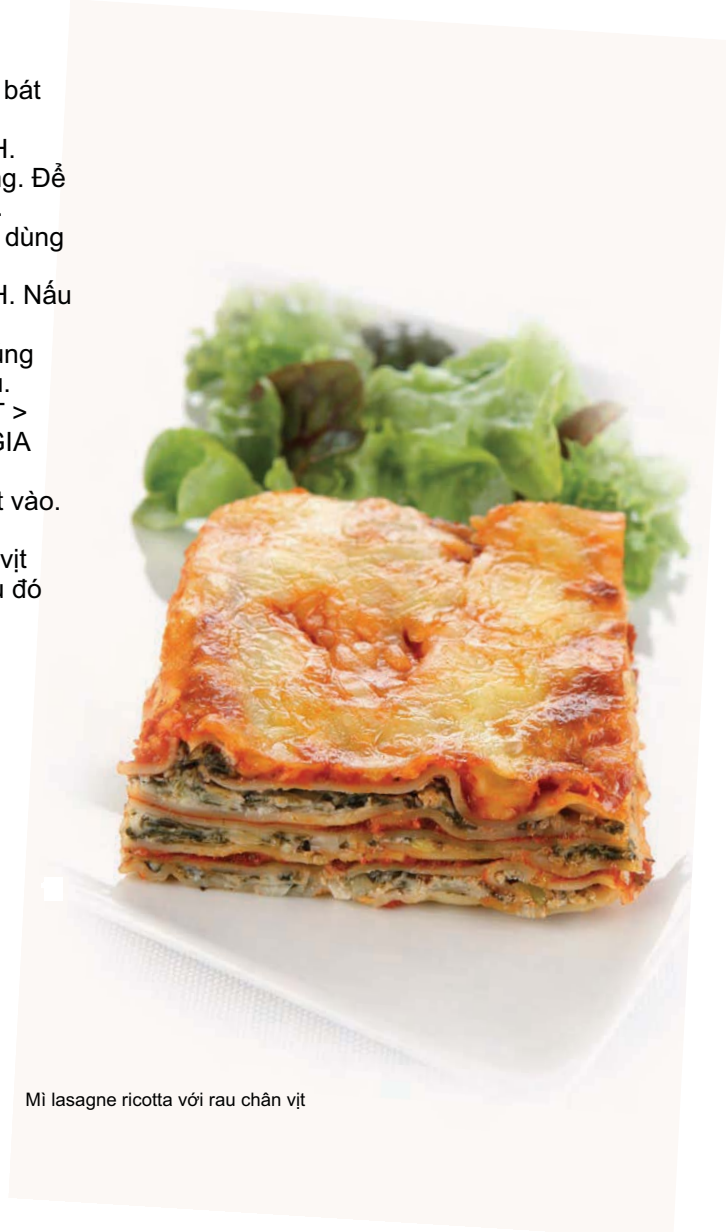 bát
H.
ng. Để
dùng
H. Nấu
ung
T >
GIA
t vào.
vịt
u đó
Mì lasagne ricotta với rau chân vịt